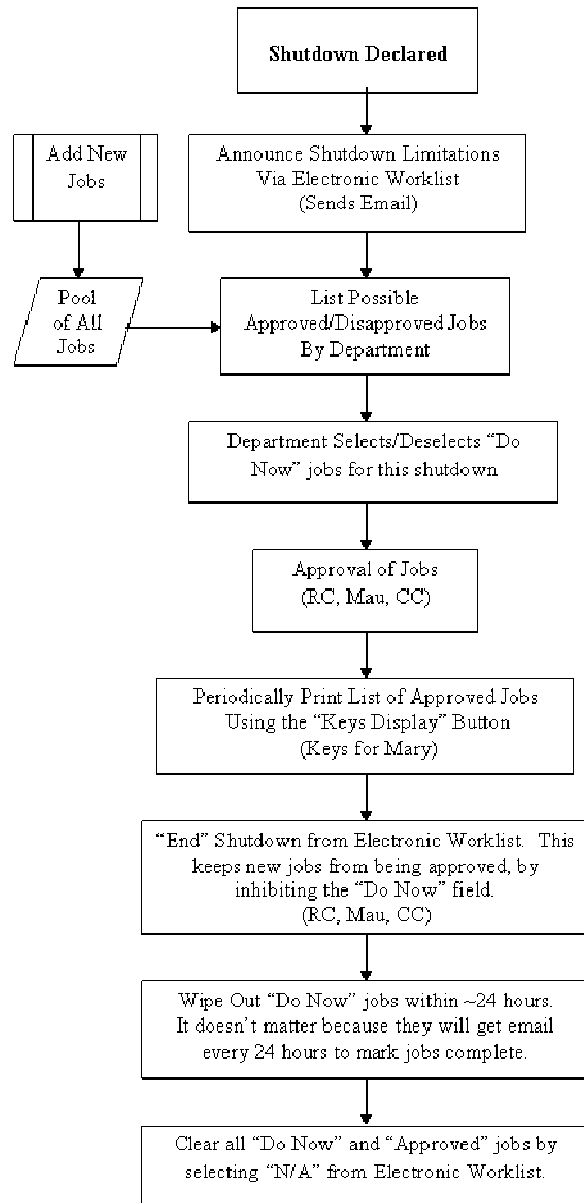 Shutdown Declared
Add New
Jobs
Announce Shutdown Limitations
Via Electronic Worklist
(Sends Email)
Pool
of All
Jobs
List Possible
Approved/Disapproved Jobs
By Department
Department Selects/Deselects “Do
Now” jobs for this shutdown
Approval of Jobs
(RC, Mau, CC)
Periodically Print List of Approved Jobs
Using the “Keys Display” Button
(Keys for Mary)
“End” Shutdown from Electronic Worklist. This
keeps new jobs from being approved, by
inhibiting the “Do Now” field.
(RC, Mau, CC)
Wipe Out “Do Now” jobs within ~24 hours.
It doesn’t matter because they will get email
every 24 hours to mark jobs complete.
Clear all “Do Now” and “Approved” jobs by
selecting “N/A” from Electronic Worklist.